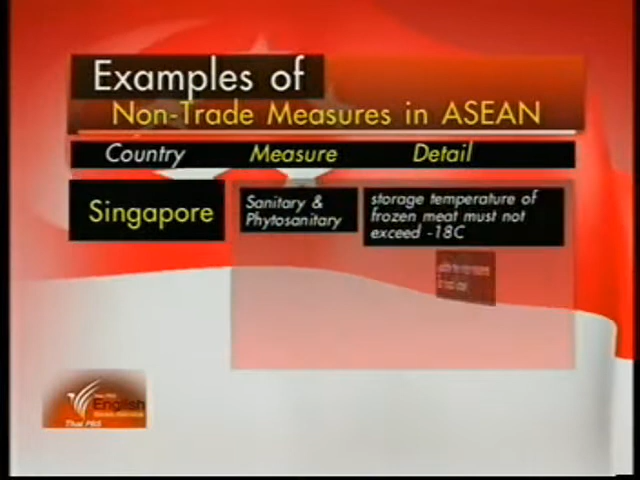 Examples of
Non-Trade Measures in ASEAN
Country Measure Detail
Singapore
Sanitary &
Phytosanitary
storage temperature of
frozen meat must not
exceed -18C
English
Thai PBS